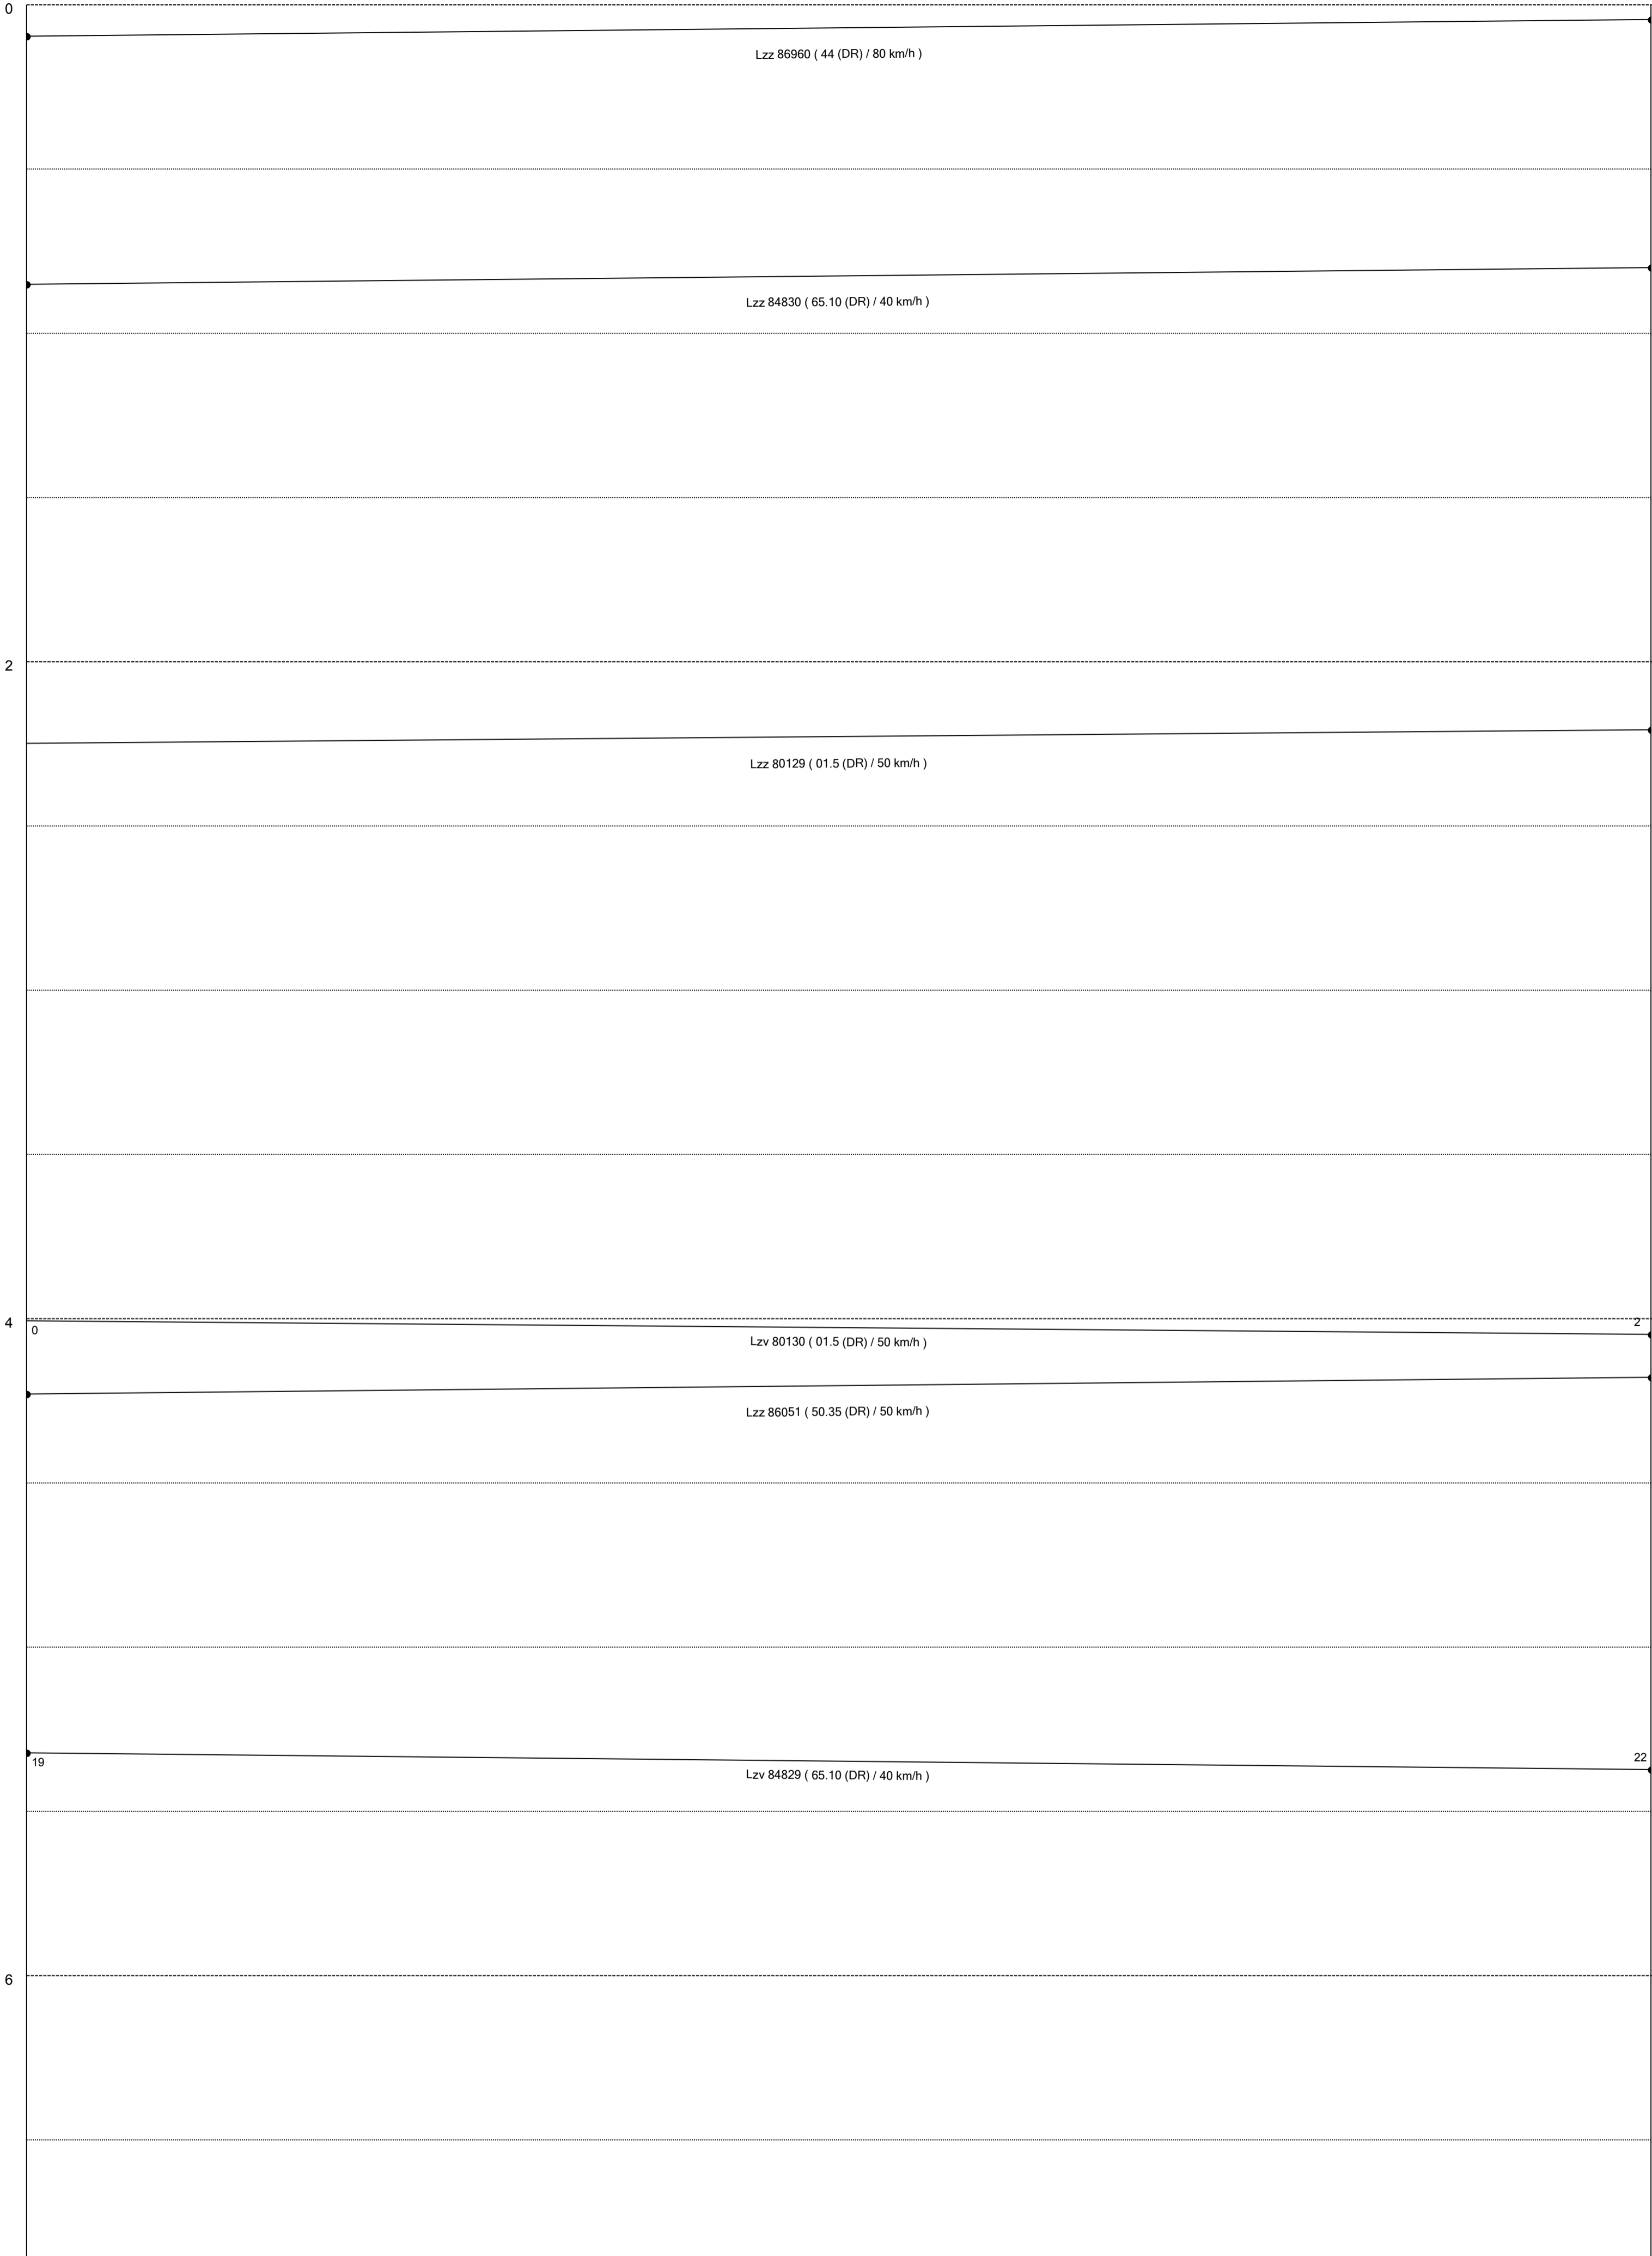 0
Lzz 86960 ( 44 (DR) / 80 km/h )
Lzz 84830 ( 65.10 (DR) / 40 km/h )
2
Lzz 80129 ( 01.5 (DR) / 50 km/h )
4
0
2
Lzv 80130 ( 01.5 (DR) / 50 km/h )
Lzz 86051 ( 50.35 (DR) / 50 km/h )
19
22
Lzv 84829 ( 65.10 (DR) / 40 km/h )
6